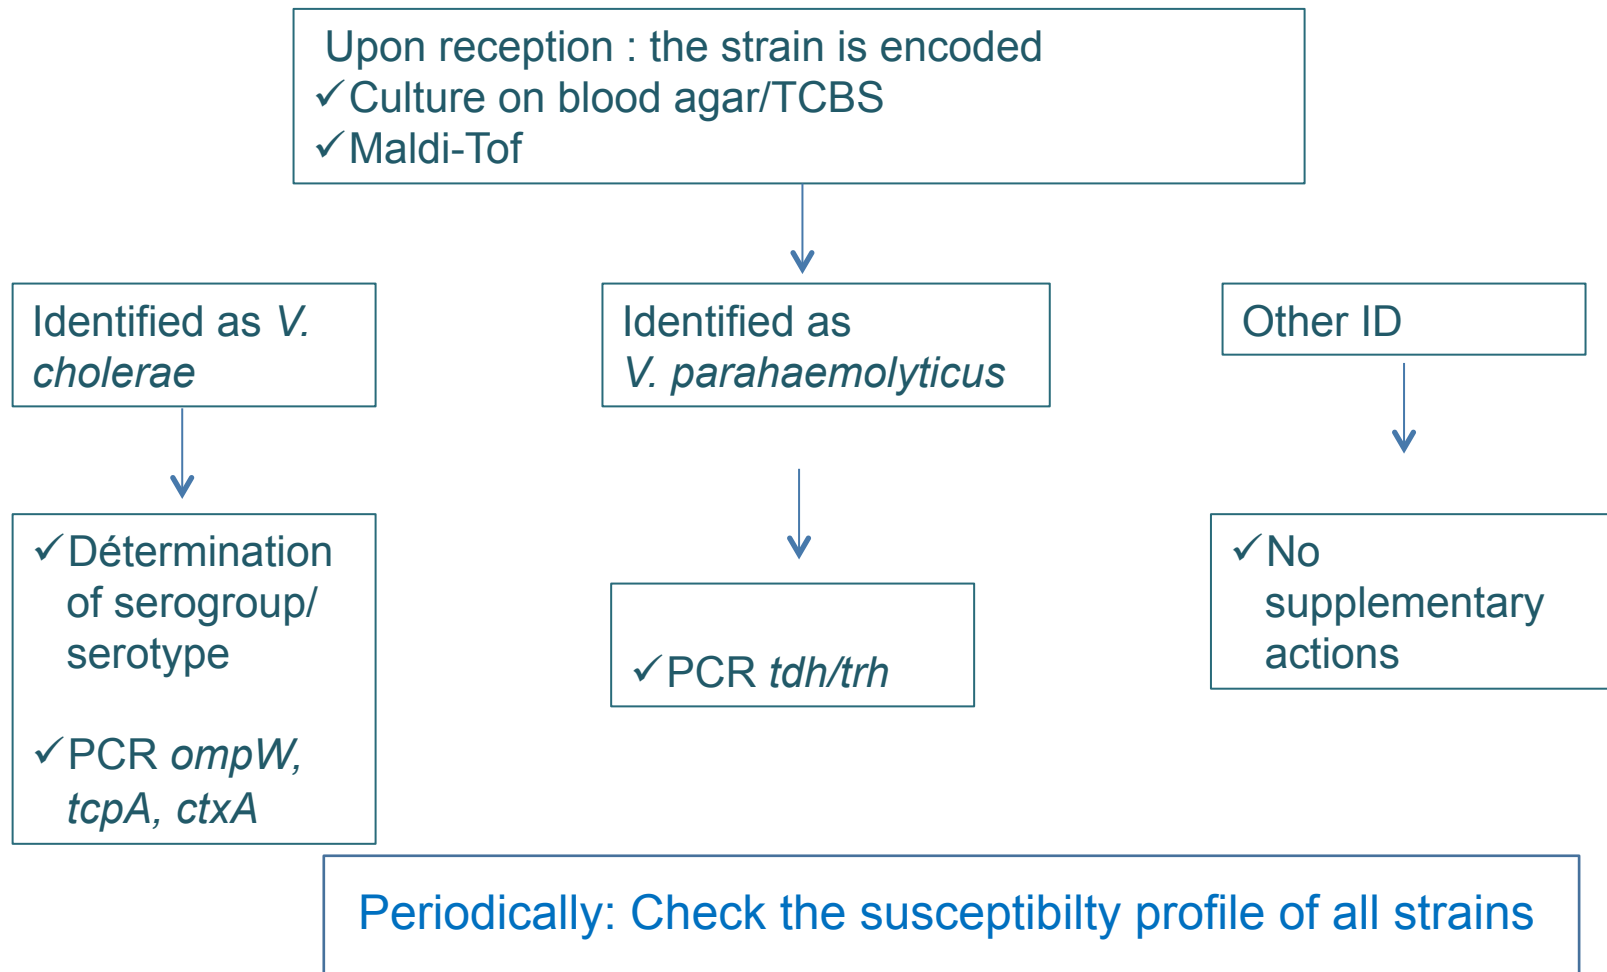 Upon reception : the strain is encoded
✓Culture on blood agar/TCBS
✓Maldi-Tof
Identified as V.
cholerae
Identified as
V. parahaemolyticus
Other ID
✓Détermination
of serogroup/
serotype
✓PCR ompW,
tcpA, ctxA
✓PCR tdh/trh
✓No
supplementary
actions
Periodically: Check the susceptibilty profile of all strains